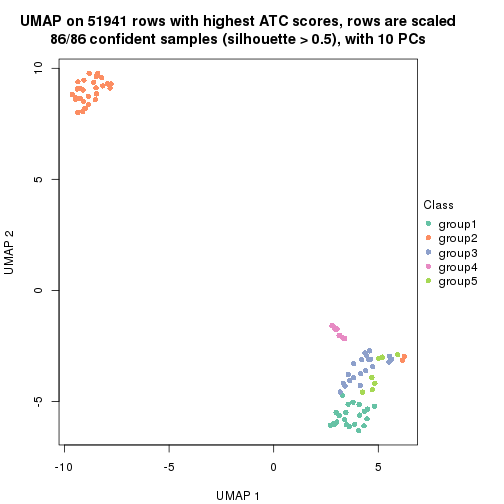 UMAP on 51941 rows with highest ATC scores, rows are scaled
86/86 confident samples (silhouette > 0.5), with 10 PCs
10
5
0
-5
UMAP 2
-10
-5
0
5
UMAP 1
Class
group1
group2
group3
group4
group5